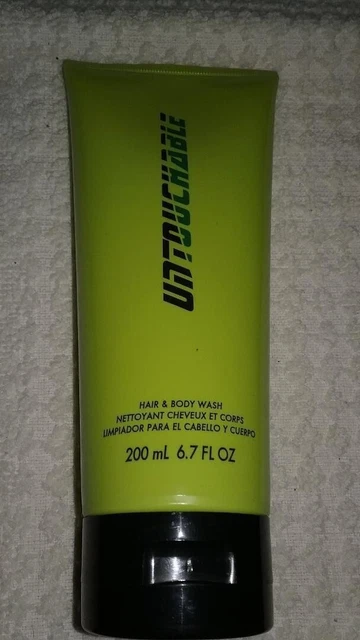 UNTOUCHABLE
HAIR & BODY WASH
NETTOYANT CHEVEUX ET CORPS
LIMPIADOR PARA EL CABELLO Y CUERPO
200 mL 6.7 FL OZ